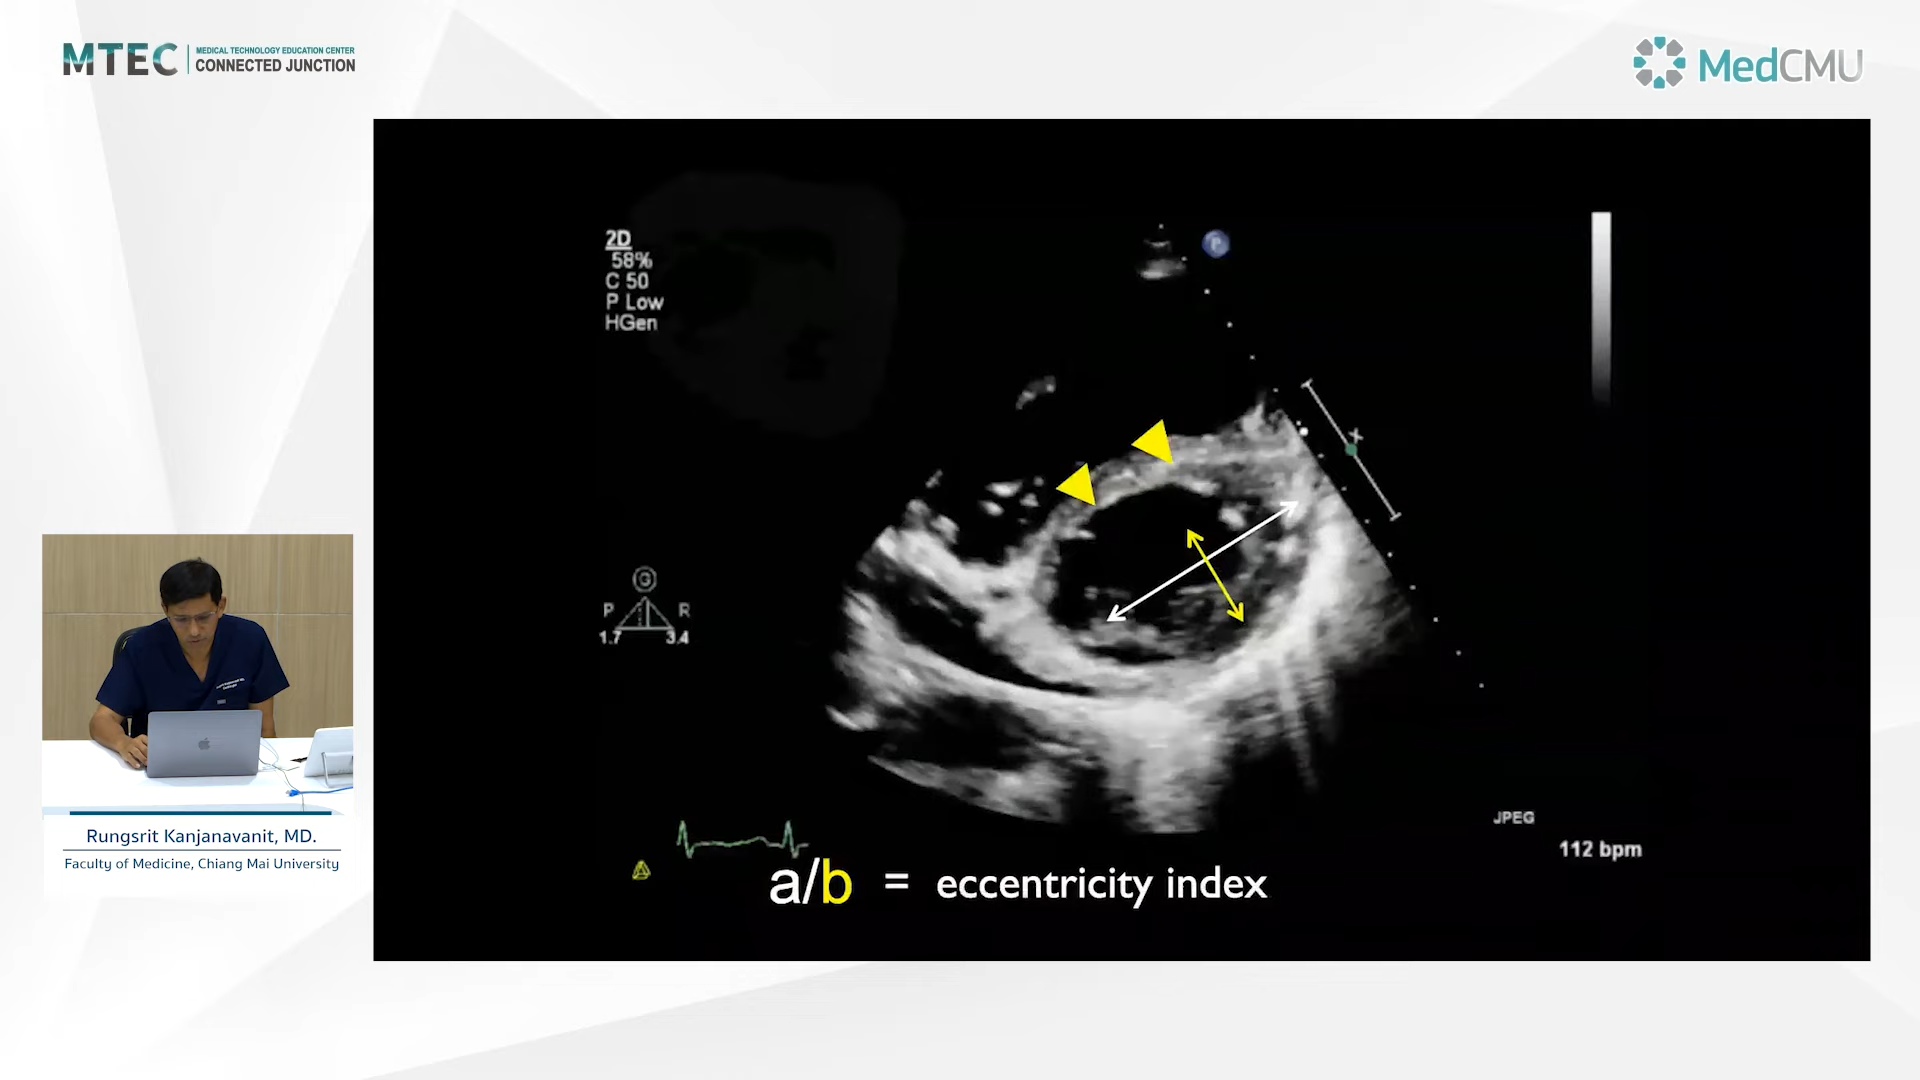 MTEC
MEDICAL TECHNOLOGY EDUCATION CENTER
CONNECTED JUNCTION
MedCMU
2D
58%
C 50
P Low
HGen
P
G
P R
1.7 3.4
x
JPEG
112 bpm
a/b = eccentricity index
Rungsrit Kanjanavanit, MD.
Faculty of Medicine, Chiang Mai University